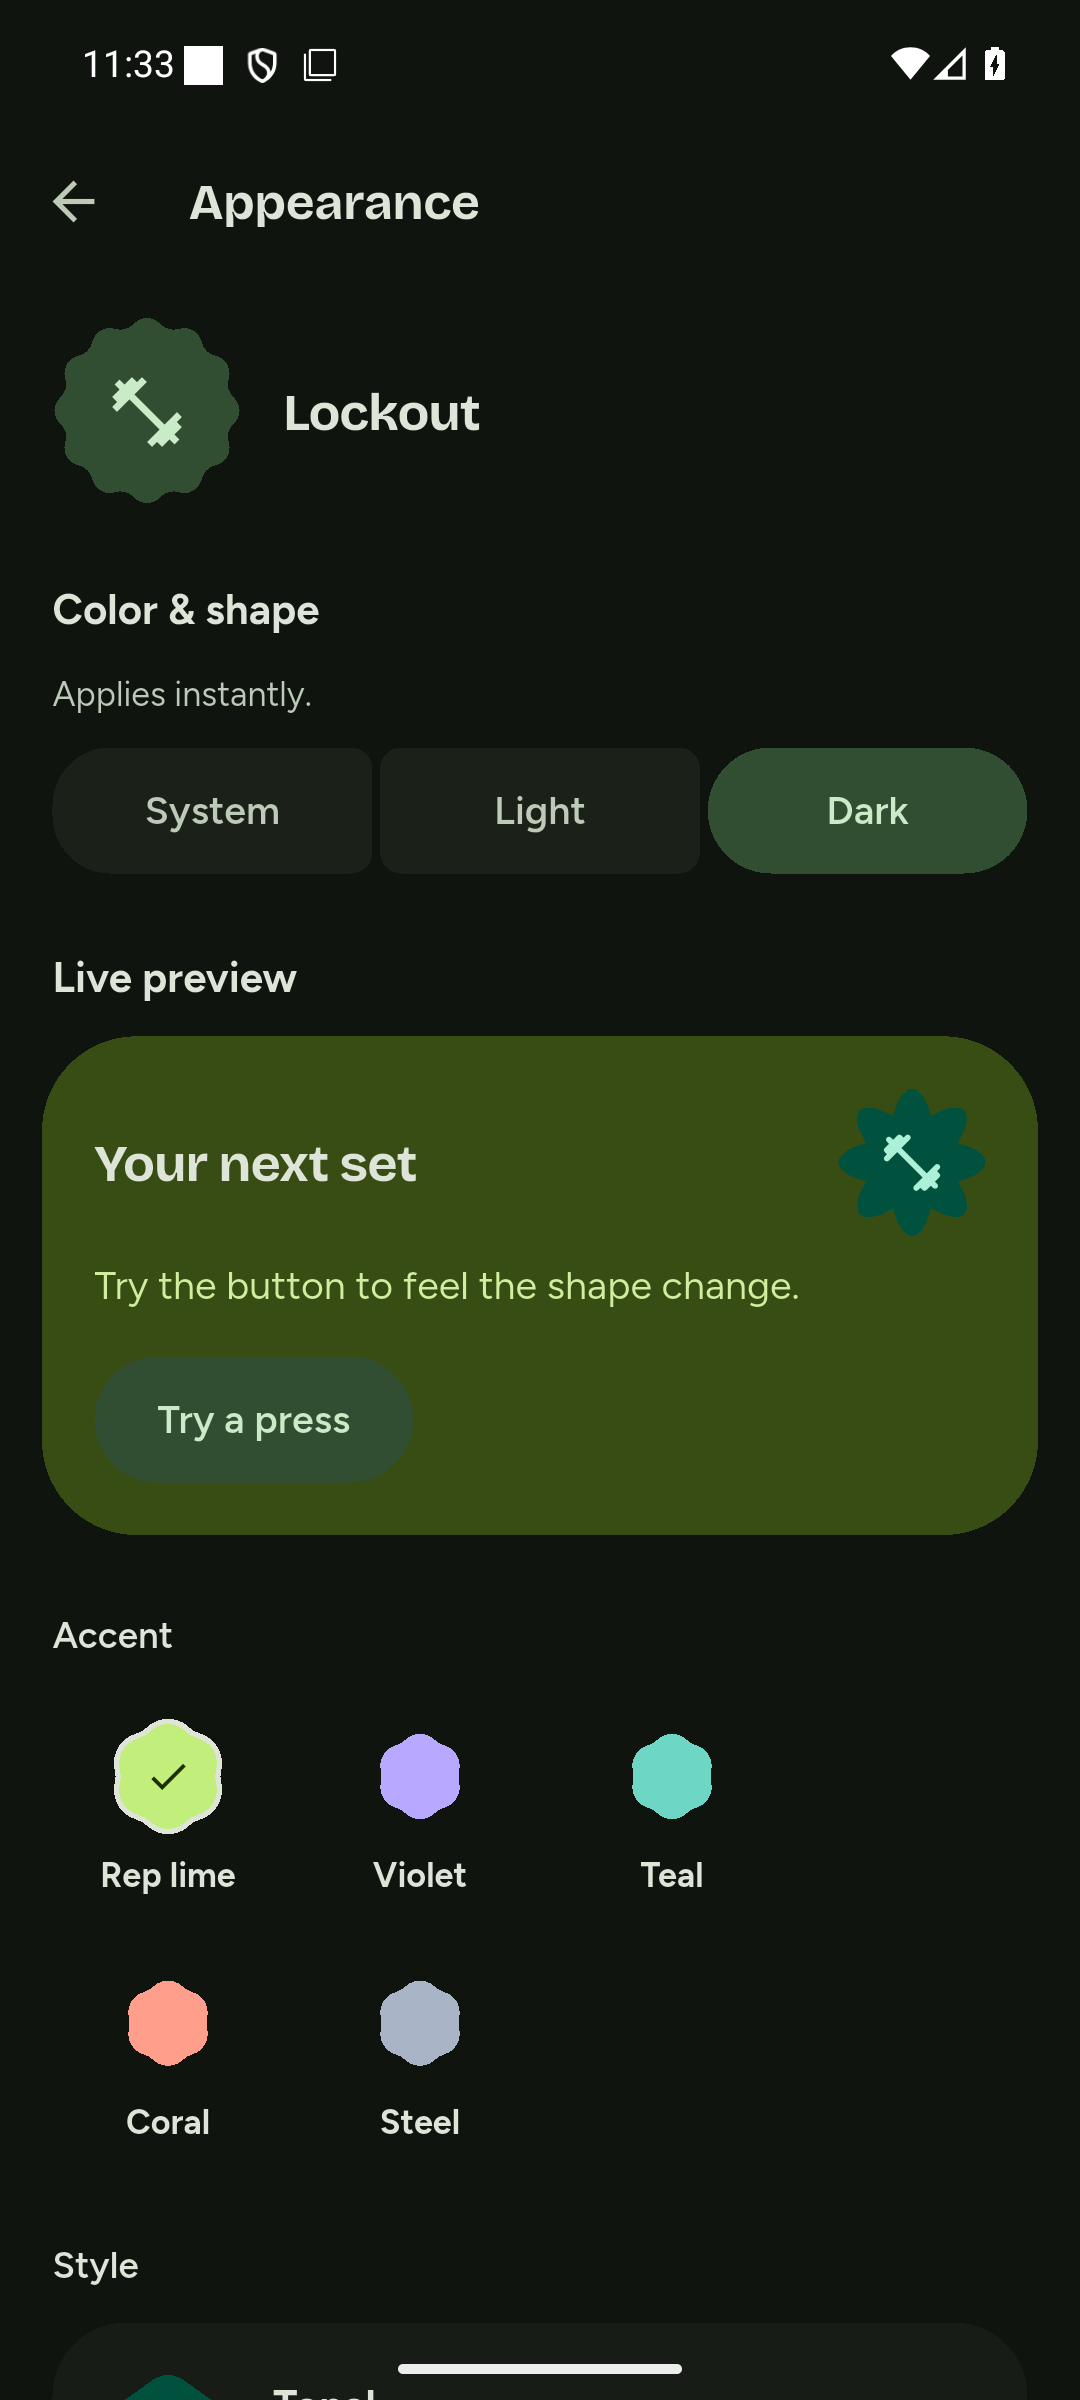 11:33
Appearance
Lockout
Color & shape
Applies instantly.
System Light Dark
Live preview
Your next set
Try the button to feel the shape change.
Try a press
Accent
Rep lime Violet Teal
Coral Steel
Style
Tonal